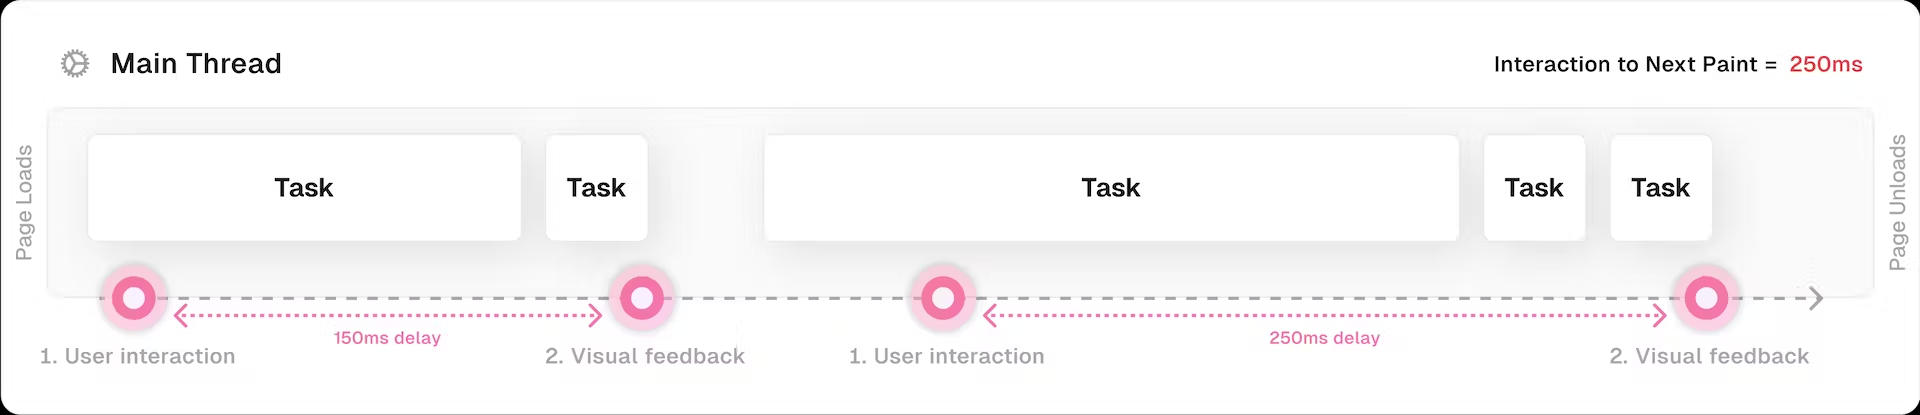 Main Thread
Interaction to Next Paint = 250ms
Page Loads
Task
Task
Task
Task
Task
Page Unloads
150ms delay
250ms delay
1. User interaction
2. Visual feedback
1. User interaction
2. Visual feedback